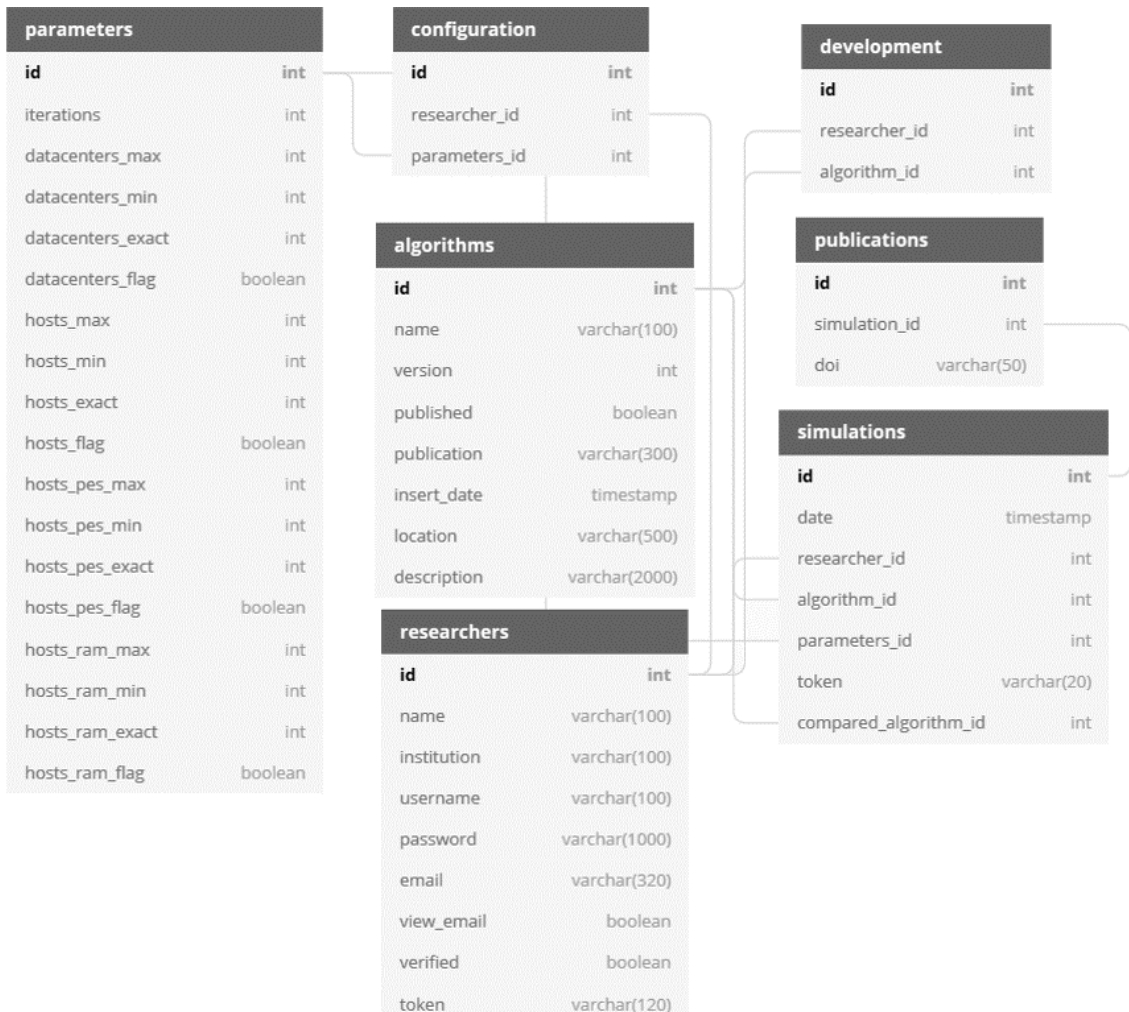 parameters
id int
iterations int
datacenters_max int
datacenters_min int
datacenters_exact int
datacenters_flag boolean
hosts_max int
hosts_min int
hosts_exact int
hosts_flag boolean
hosts_pes_max int
hosts_pes_min int
hosts_pes_exact int
hosts_pes_flag boolean
hosts_ram_max int
hosts_ram_min int
hosts_ram_exact int
hosts_ram_flag boolean
configuration
id int
researcher_id int
parameters_id int
algorithms
id int
name varchar(100)
version int
published boolean
publication varchar(300)
insert_date timestamp
location varchar(500)
description varchar(2000)
researchers
id int
name varchar(100)
institution varchar(100)
username varchar(100)
password varchar(1000)
email varchar(320)
view_email boolean
verified boolean
token varchar(120)
development
id int
researcher_id int
algorithm_id int
publications
id int
simulation_id int
doi varchar(50)
simulations
id int
date timestamp
researcher_id int
algorithm_id int
parameters_id int
token varchar(20)
compared_algorithm_id int